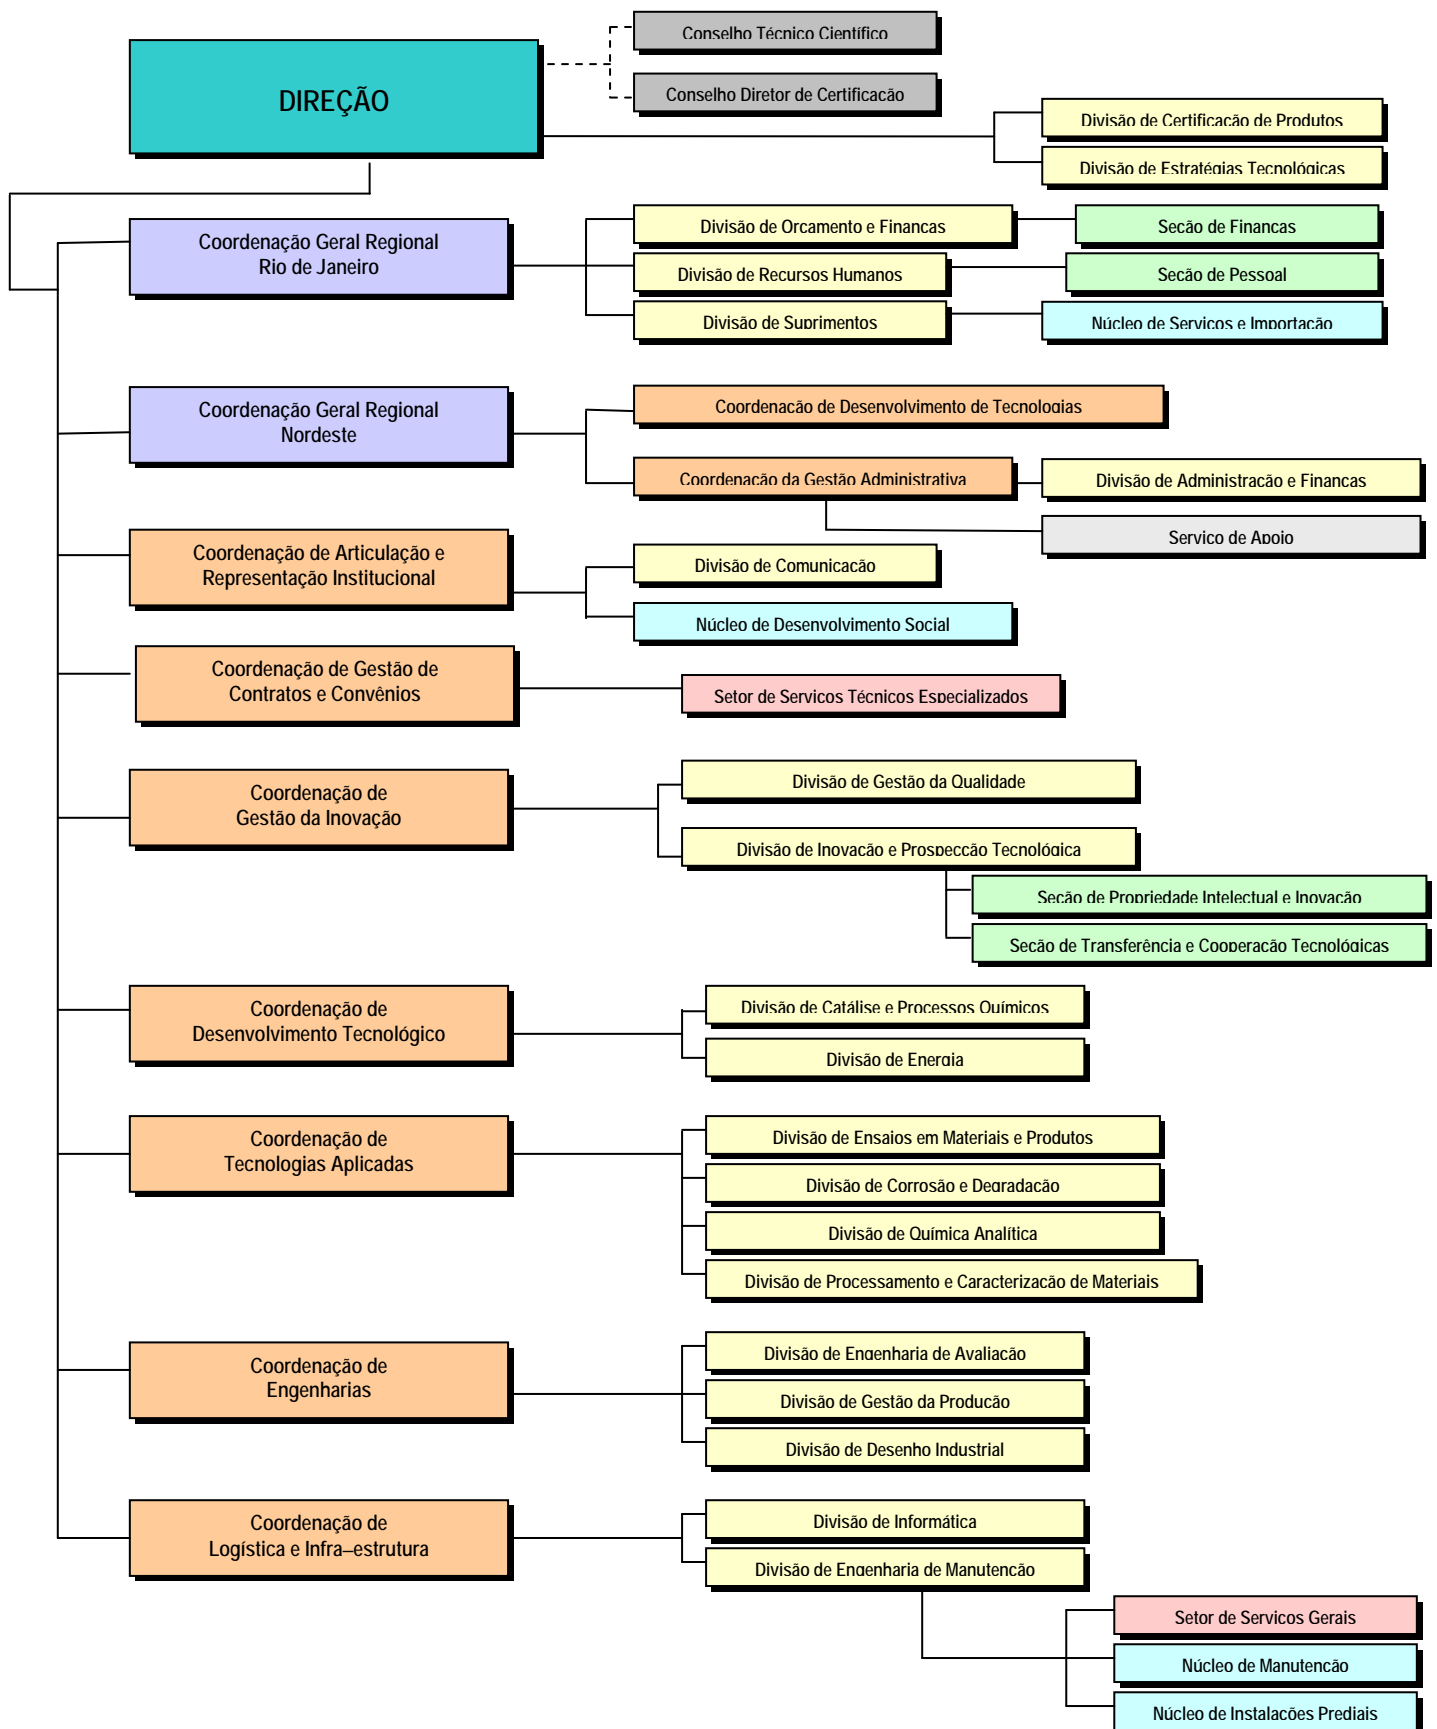 Conselho Técnico Científico
DIREÇÃO
Conselho Diretor de Certificação
Divisão de Certificação de Produtos
Divisão de Estratégias Tecnológicas
Coordenação Geral Regional
Rio de Janeiro
Divisão de Orçamento e Finanças
Seção de Finanças
Divisão de Recursos Humanos
Seção de Pessoal
Divisão de Suprimentos
Núcleo de Serviços e Importação
Coordenação Geral Regional
Nordeste
Coordenação de Desenvolvimento de Tecnologias
Coordenação da Gestão Administrativa
Divisão de Administração e Finanças
Serviço de Apoio
Coordenação de Articulação e
Representação Institucional
Divisão de Comunicação
Núcleo de Desenvolvimento Social
Coordenação de Gestão de
Contratos e Convênios
Setor de Serviços Técnicos Especializados
Coordenação de
Gestão da Inovação
Divisão de Gestão da Qualidade
Divisão de Inovação e Prospecção Tecnológica
Seção de Propriedade Intelectual e Inovação
Seção de Transferência e Cooperação Tecnológicas
Coordenação de
Desenvolvimento Tecnológico
Divisão de Catálise e Processos Químicos
Divisão de Energia
Coordenação de
Tecnologias Aplicadas
Divisão de Ensaios em Materiais e Produtos
Divisão de Corrosão e Degradação
Divisão de Química Analítica
Divisão de Processamento e Caracterização de Materiais
Coordenação de
Engenharias
Divisão de Engenharia de Avaliação
Divisão de Gestão da Produção
Divisão de Desenho Industrial
Coordenação de
Logística e Infra–estrutura
Divisão de Informática
Divisão de Engenharia de Manutenção
Setor de Serviços Gerais
Núcleo de Manutenção
Núcleo de Instalações Prediais